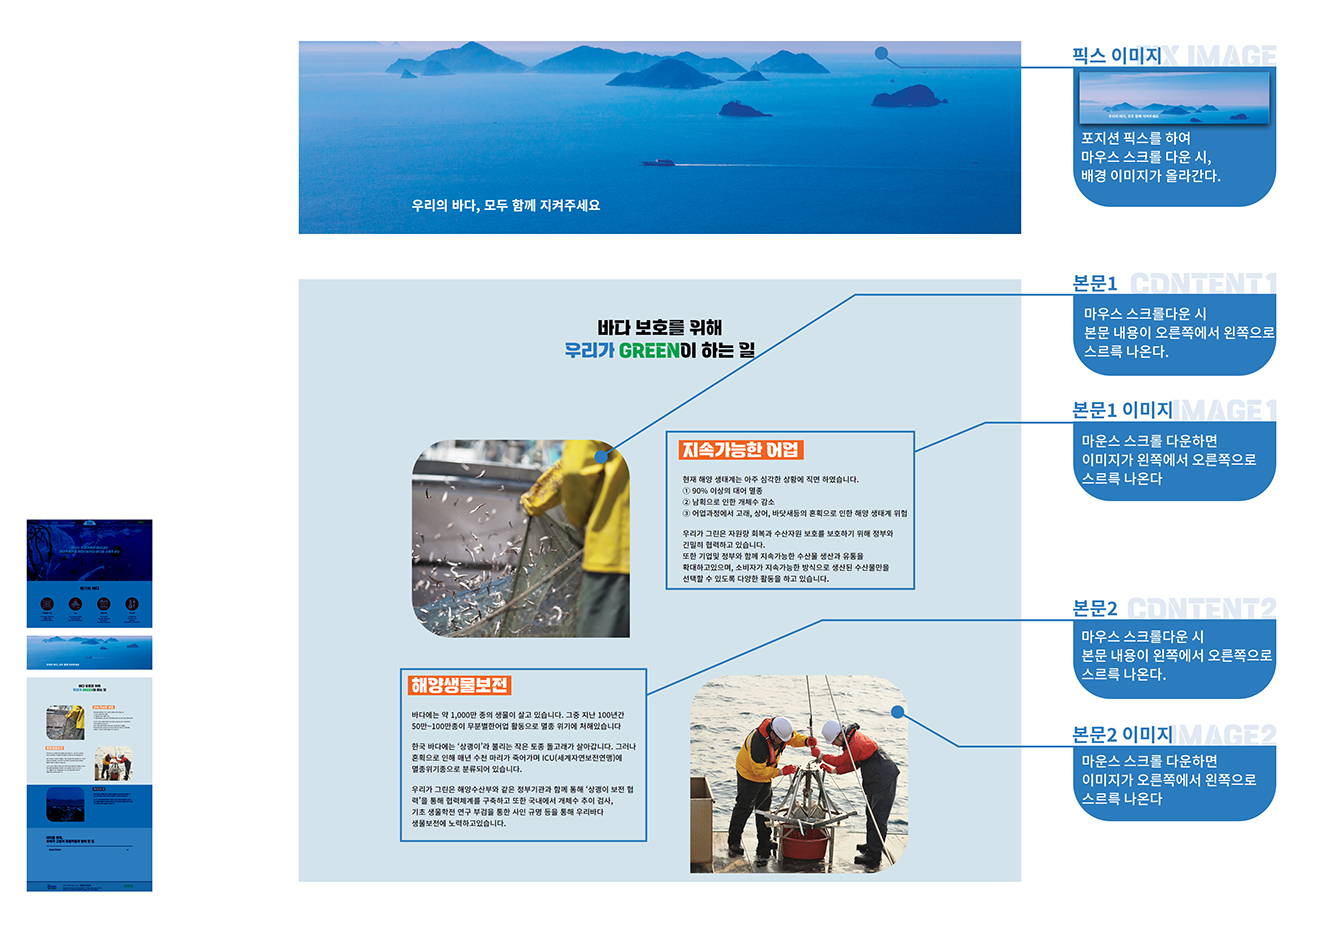 픽스 이미지
FIX IMAGE
우리의 바다, 모두 함께 지켜주세요
포지션 픽스를 하여
마우스 스크롤 다운 시,
배경 이미지가 올라간다.
우리의 바다, 모두 함께 지켜주세요
본문1
CONTENT1
마우스 스크롤다운 시
본문 내용이 오른쪽에서 왼쪽으로
스르륵 나온다.
바다 보호를 위해
우리가 GREEN이 하는 일
본문1 이미지
IMAGE1
마운스 스크롤 다운하면
이미지가 왼쪽에서 오른쪽으로
스르륵 나온다
지속가능한 어업
현재 해양 생태계는 아주 심각한 상황에 직면 하였습니다.
① 90% 이상의 대어 멸종
② 남획으로 인한 개체수 감소
③ 어업과정에서 고래, 상어, 바닷새등의 혼획으로 인한 해양 생태계 위험
우리가 그린은 자원량 회복과 수산자원 보호를 보호하기 위해 정부와
긴밀히 협력하고 있습니다.
또한 기업및 정부와 함께 지속가능한 수산물 생산과 유통을
확대하고있으며, 소비자가 지속가능한 방식으로 생산된 수산물만을
선택할 수 있도록 다양한 활동을 하고 있습니다.
본문2
CONTENT2
마우스 스크롤다운 시
본문 내용이 왼쪽에서 오른쪽으로
스르륵 나온다.
해양생물보전
바다에는 약 1,000만 종의 생물이 살고 있습니다. 그중 지난 100년간
50만~100만종이 무분별한어업 활동으로 멸종 위기에 처해있습니다
한국 바다에는 '상괭이'라 불리는 작은 토종 돌고래가 살아갑니다. 그러나
혼획으로 인해 매년 수천 마리가 죽어가며 ICU(세계자연보전연맹)에
멸종위기종으로 분류되어 있습니다.
우리가 그린은 해양수산부와 같은 정부기관과 함께 통해 '상괭이 보전 협
력'을 통해 협력체계를 구축하고 또한 국내에서 개체수 추이 검사,
기초 생물학전 연구 부검을 통한 사인 규명 등을 통해 우리바다
생물보전에 노력하고있습니다.
본문2 이미지
IMAGE2
마운스 스크롤 다운하면
이미지가 오른쪽에서 왼쪽으로
스르륵 나온다